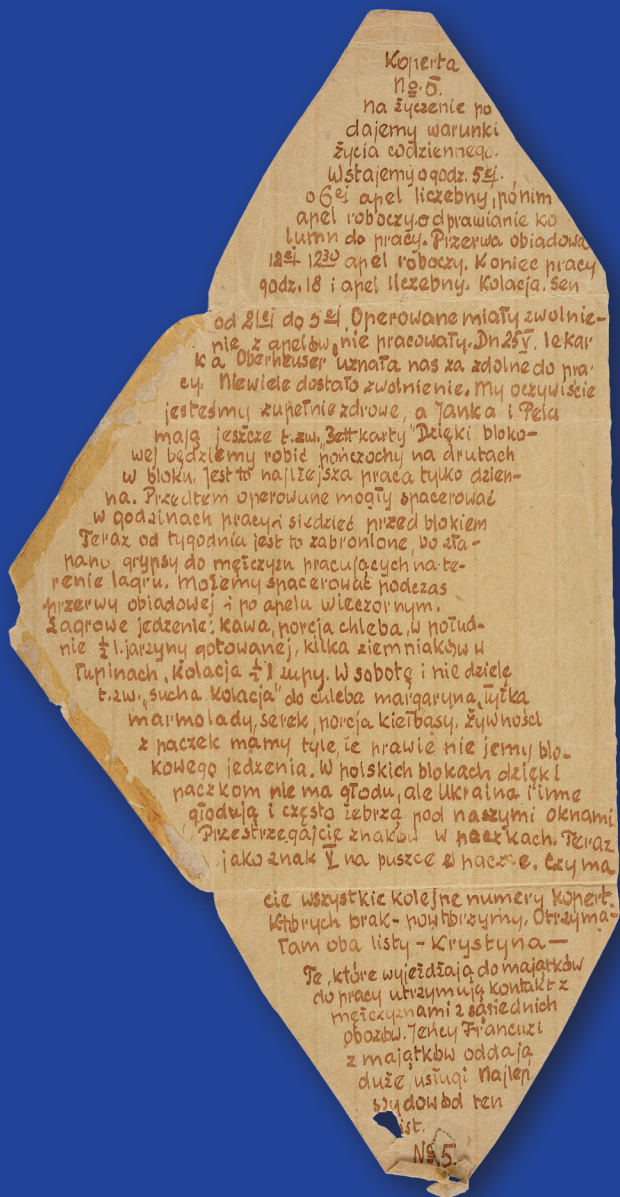 Koperta
No. 5.
na życzenie po
dajemy warunki
życia codziennego.
Wstajemy o godz. 5ej.
o 6ej apel liczebny, po nim
apel roboczy. odprawianie ko
lumn do pracy. Przerwa obiadowa
12ej 1230 apel roboczy. Koniec pracy
godz. 18 i apel liczebny. Kolacja. Sen
od 21ej do 5ej. Operowane miały zwolnie-
nie z apelów, nie pracowały. Dn 25 V. lekar
ka Oberheuser uznała nas za zdolne do pra-
cy. Niewiele dostało zwolnienie. My oczywiście
jesteśmy zupełnie zdrowe, a Janka i Pela
mają jeszcze t.zw. "Bettkarty" Dzięki bloko-
wej będziemy robić pończochy na drutach
w bloku. Jest to najlżejsza praca tylko dzien-
na. Przedtem operowane mogły spacerować
w godzinach pracy i siedzieć przed blokiem
Teraz od tygodnia jest to zabronione, bo zła-
pano grypsy do mężczyzn pracujących na te-
renie lagru. Możemy spacerować podczas
przerwy obiadowej i po apelu wieczornym.
Lagrowe jedzenie: kawa, porcja chleba, w połud-
nie ½ l. jarzyny gotowanej, kilka ziemniaków w
łupinach, Kolacja ½ l zupy. W sobotę i niedzielę
t.zw. "sucha kolacja" do chleba margaryna, łyżka
marmolady, serek, porcja kiełbasy. Żywności
z paczek mamy tyle, że prawie nie jemy blo-
kowego jedzenia. W polskich blokach dzięki
paczkom nie ma głodu, ale Ukraina i inne
głodują i często żebrzą pod naszymi oknami
Przestrzegajcie znaków w paczkach. Teraz
jako znak V na puszce w paczce. Czy ma
cie wszystkie kolejne numery kopert.
Których brak - powtórzymy. Otrzyma-
łam oba listy - Krystyna -
Te, które wyjeżdżają do majątków
do pracy utrzymują kontakt z
mężczyznami z sąsiednich
obozów. Jeńcy Francuzi
z majątków oddają
duże usługi Najlep
szy dowód ten
list.
No 5.